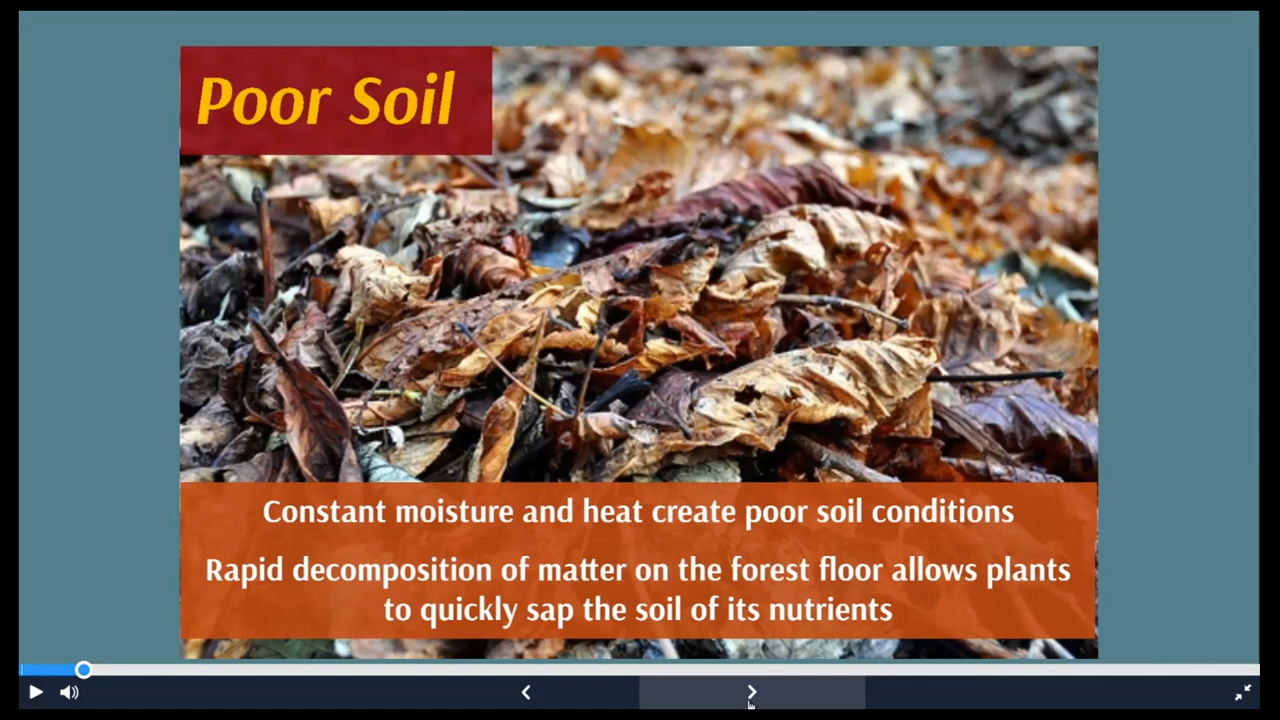 Poor Soil
Constant moisture and heat create poor soil conditions
Rapid decomposition of matter on the forest floor allows plants
to quickly sap the soil of its nutrients